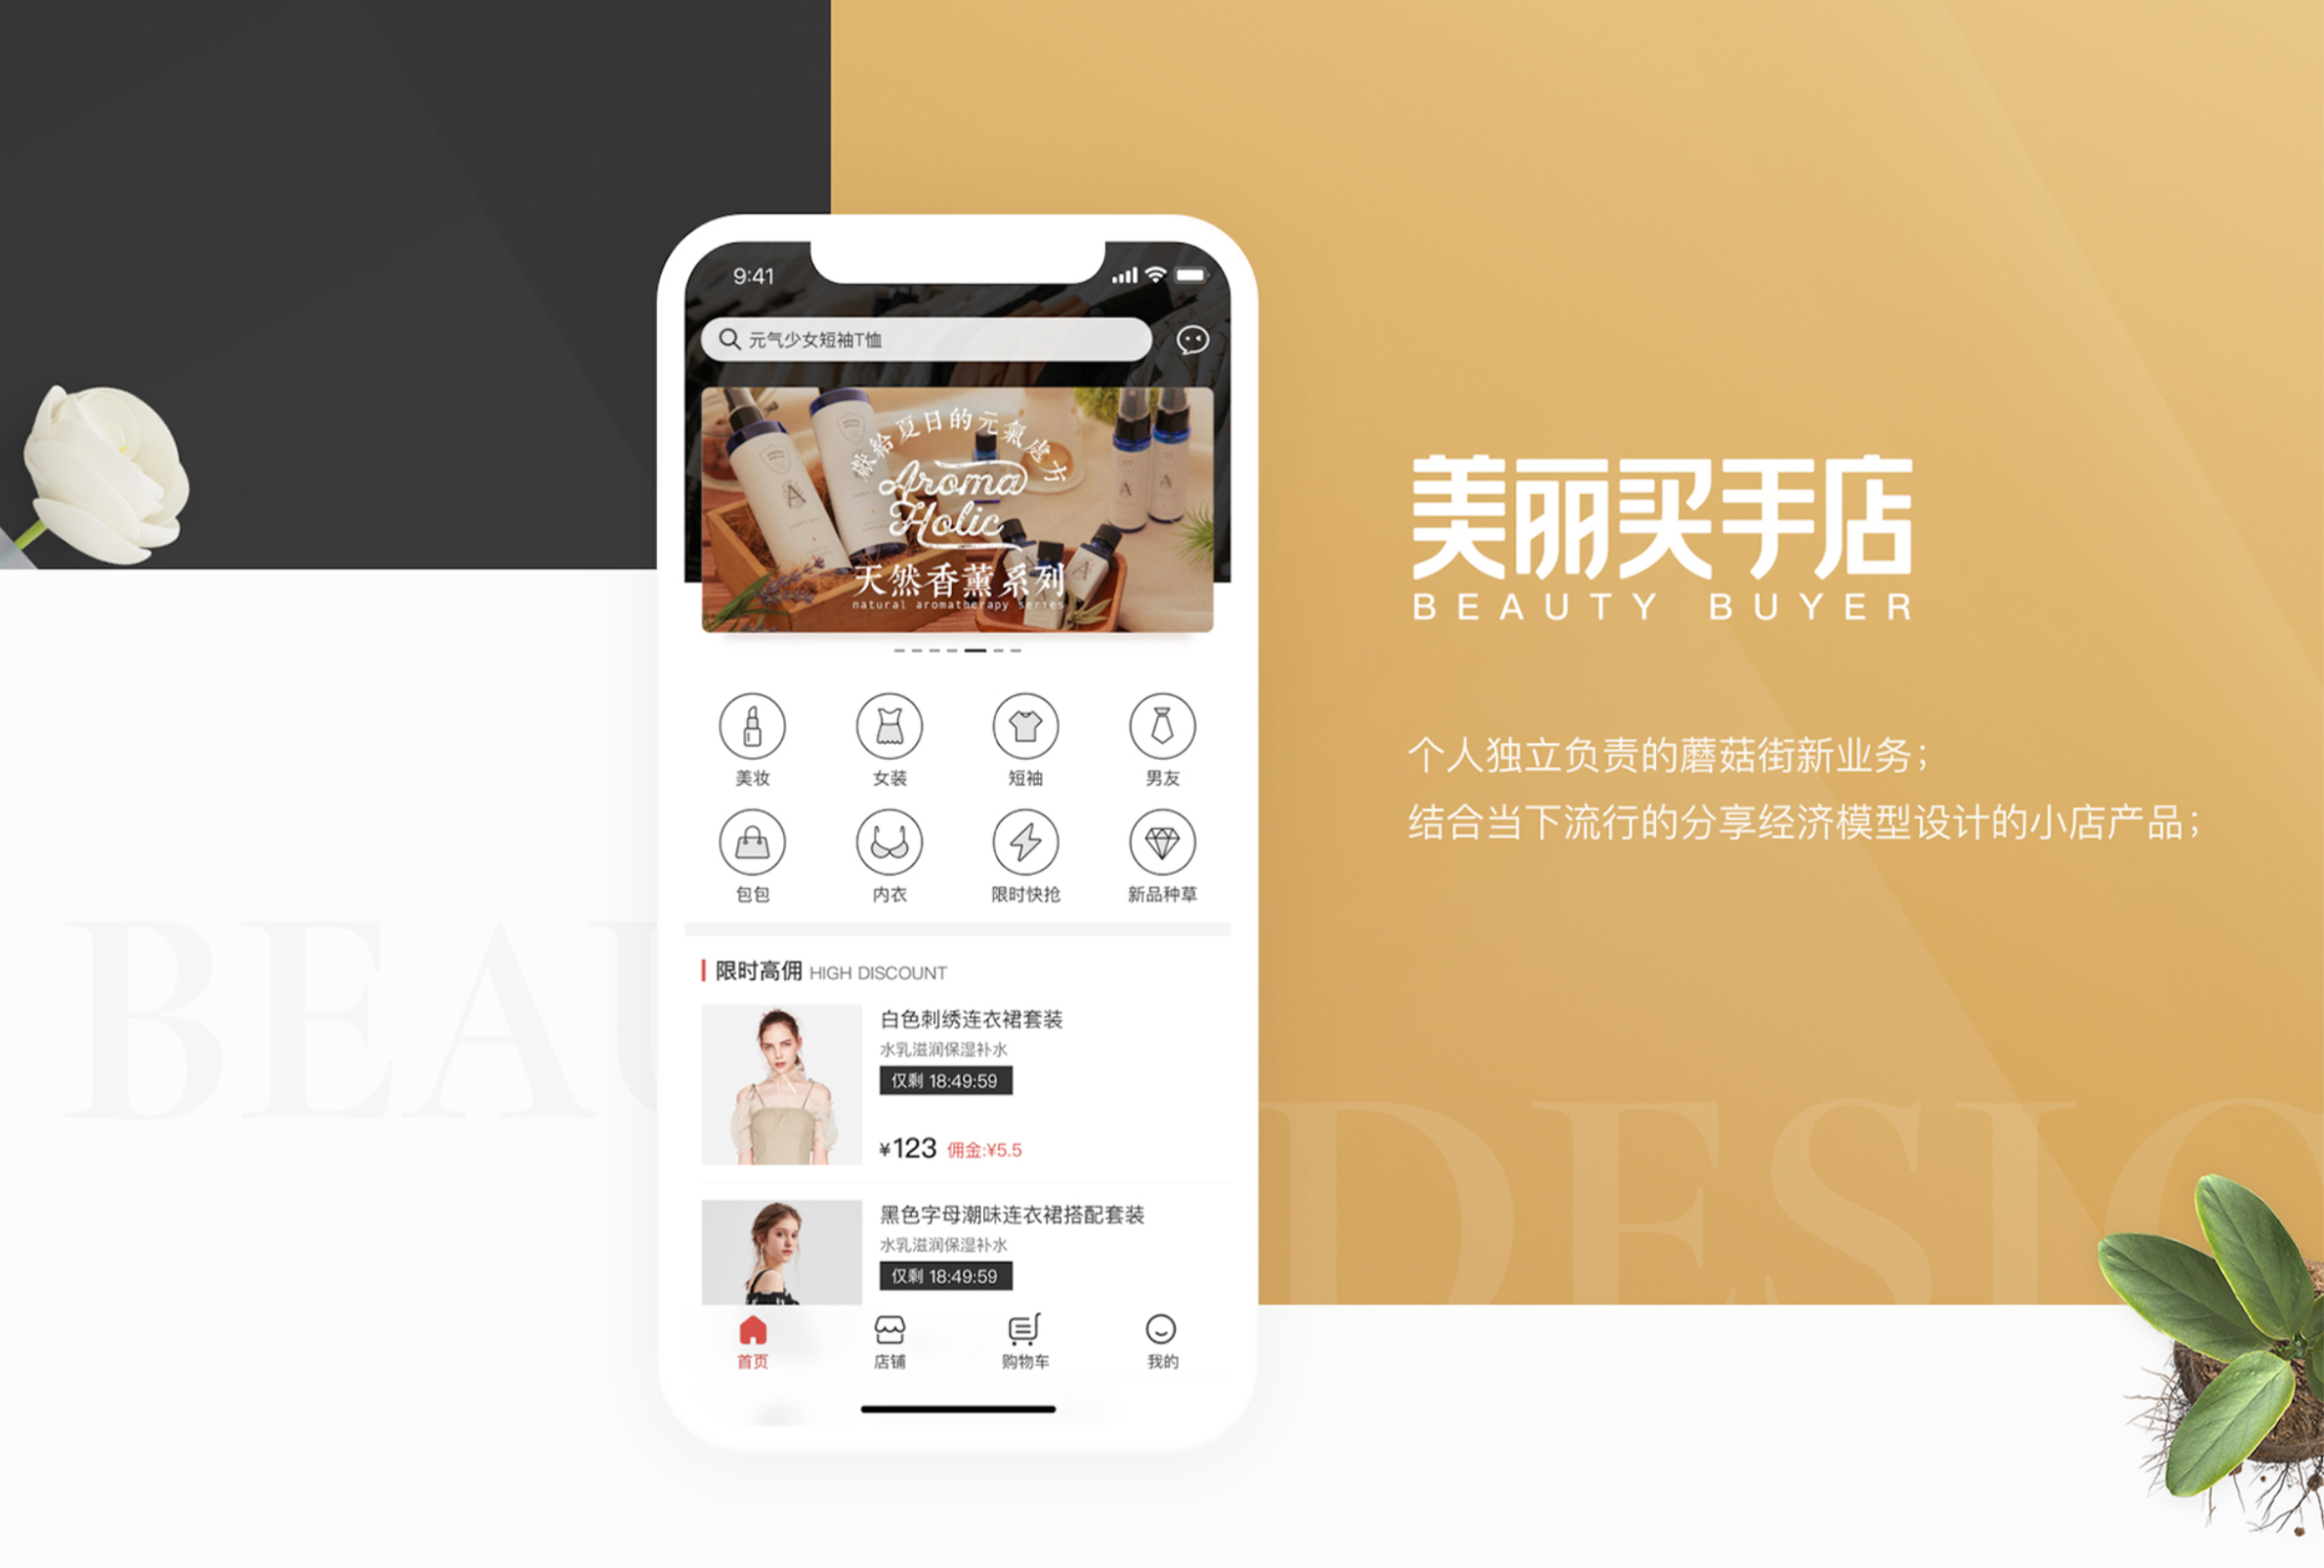 9:41
元气少女短袖T恤
献给夏日的元氣處方
Aroma
Holic
天然香薰系列
natural aromatherapy series
美妆
女装
短袖
男友
包包
内衣
限时快抢
新品种草
限时高佣 HIGH DISCOUNT
白色刺绣连衣裙套装
水乳滋润保湿补水
仅剩 18:49:59
¥123 佣金:¥5.5
黑色字母潮味连衣裙搭配套装
水乳滋润保湿补水
仅剩 18:49:59
首页
店铺
购物车
我的
美丽买手店
BEAUTY BUYER
个人独立负责的蘑菇街新业务；
结合当下流行的分享经济模型设计的小店产品；
BEAU
DESIG